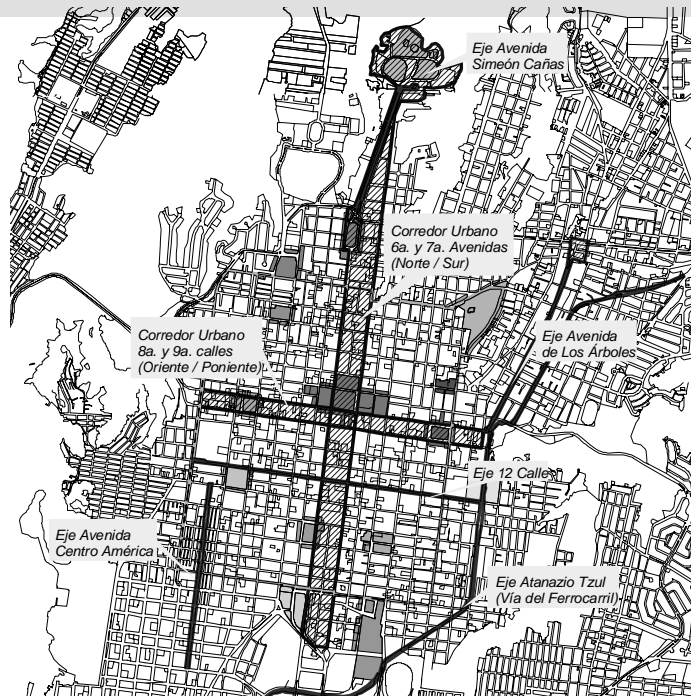 Eje Avenida
Simeón Cañas
Corredor Urbano
6a. y 7a. Avenidas
(Norte / Sur)
Corredor Urbano
8a. y 9a. calles
(Oriente / Poniente)
Eje Avenida
de Los Árboles
Eje 12 Calle
Eje Avenida
Centro América
Eje Atanazio Tzul
(Vía del Ferrocarril)